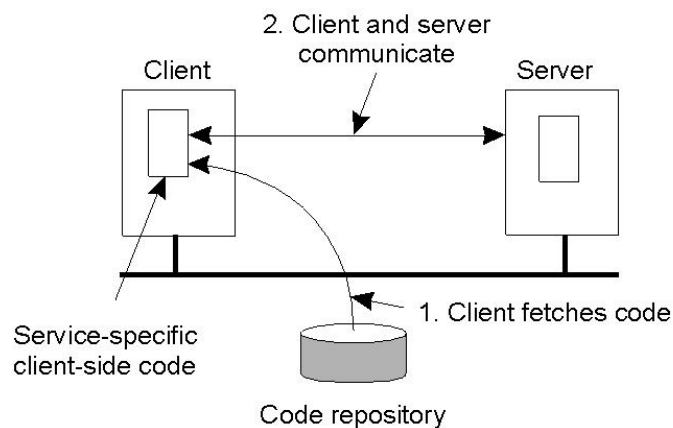 2. Client and server
communicate
Client
Server
1. Client fetches code
Service-specific
client-side code
Code repository